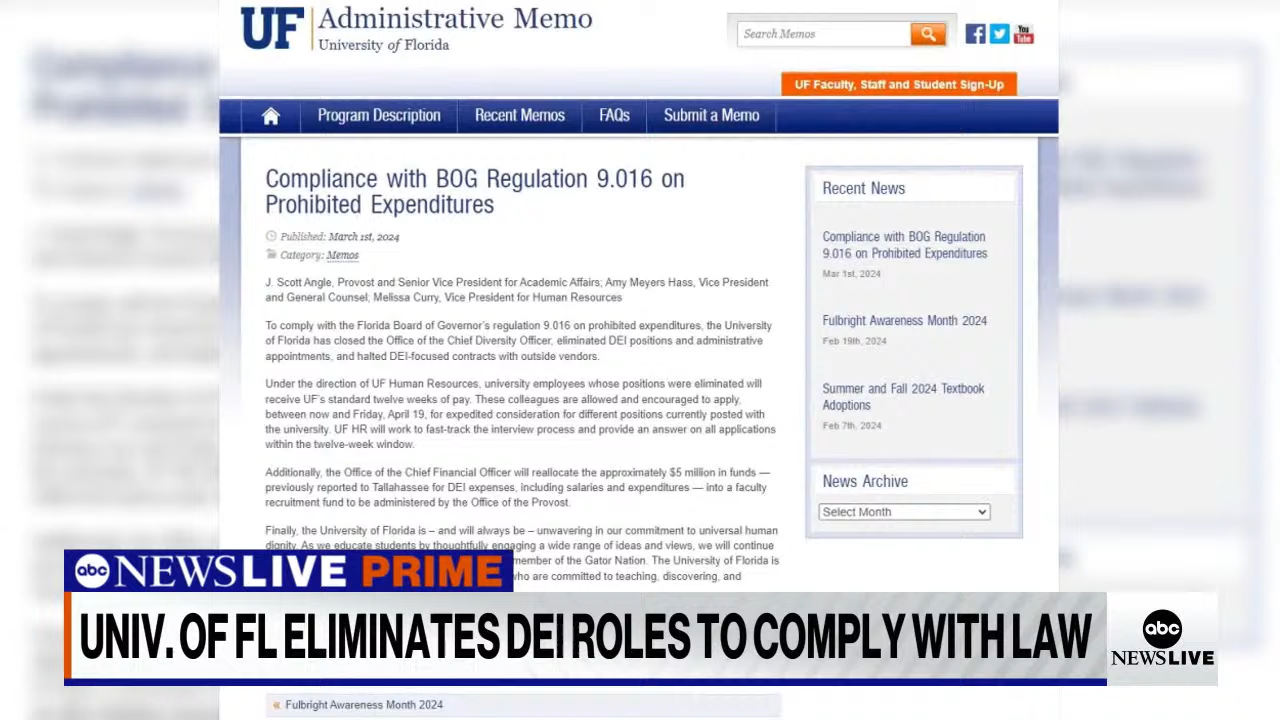 UF Administrative Memo
University of Florida
Search Memos
You
Tube
UF Faculty, Staff and Student Sign-Up
Program Description Recent Memos FAQs Submit a Memo
Compliance with BOG Regulation 9.016 on
Prohibited Expenditures
Published: March 1st, 2024
Category: Memos
J. Scott Angle, Provost and Senior Vice President for Academic Affairs; Amy Meyers Hass, Vice President
and General Counsel; Melissa Curry, Vice President for Human Resources
To comply with the Florida Board of Governor's regulation 9.016 on prohibited expenditures, the University
of Florida has closed the Office of the Chief Diversity Officer, eliminated DEI positions and administrative
appointments, and halted DEI-focused contracts with outside vendors.
Under the direction of UF Human Resources, university employees whose positions were eliminated will
receive UF's standard twelve weeks of pay. These colleagues are allowed and encouraged to apply,
between now and Friday, April 19, for expedited consideration for different positions currently posted with
the university. UF HR will work to fast-track the interview process and provide an answer on all applications
within the twelve-week window.
Additionally, the Office of the Chief Financial Officer will reallocate the approximately $5 million in funds —
previously reported to Tallahassee for DEI expenses, including salaries and expenditures — into a faculty
recruitment fund to be administered by the Office of the Provost.
Finally, the University of Florida is – and will always be – unwavering in our commitment to universal human
dignity. As we educate students by thoughtfully engaging a wide range of ideas and views, we will continue
member of the Gator Nation. The University of Florida is
who are committed to teaching, discovering, and
« Fulbright Awareness Month 2024
Recent News
Compliance with BOG Regulation
9.016 on Prohibited Expenditures
Mar 1st, 2024
Fulbright Awareness Month 2024
Feb 19th, 2024
Summer and Fall 2024 Textbook
Adoptions
Feb 7th, 2024
News Archive
Select Month
abc NEWS LIVE PRIME
UNIV. OF FL ELIMINATES DEI ROLES TO COMPLY WITH LAW
abc
NEWS LIVE